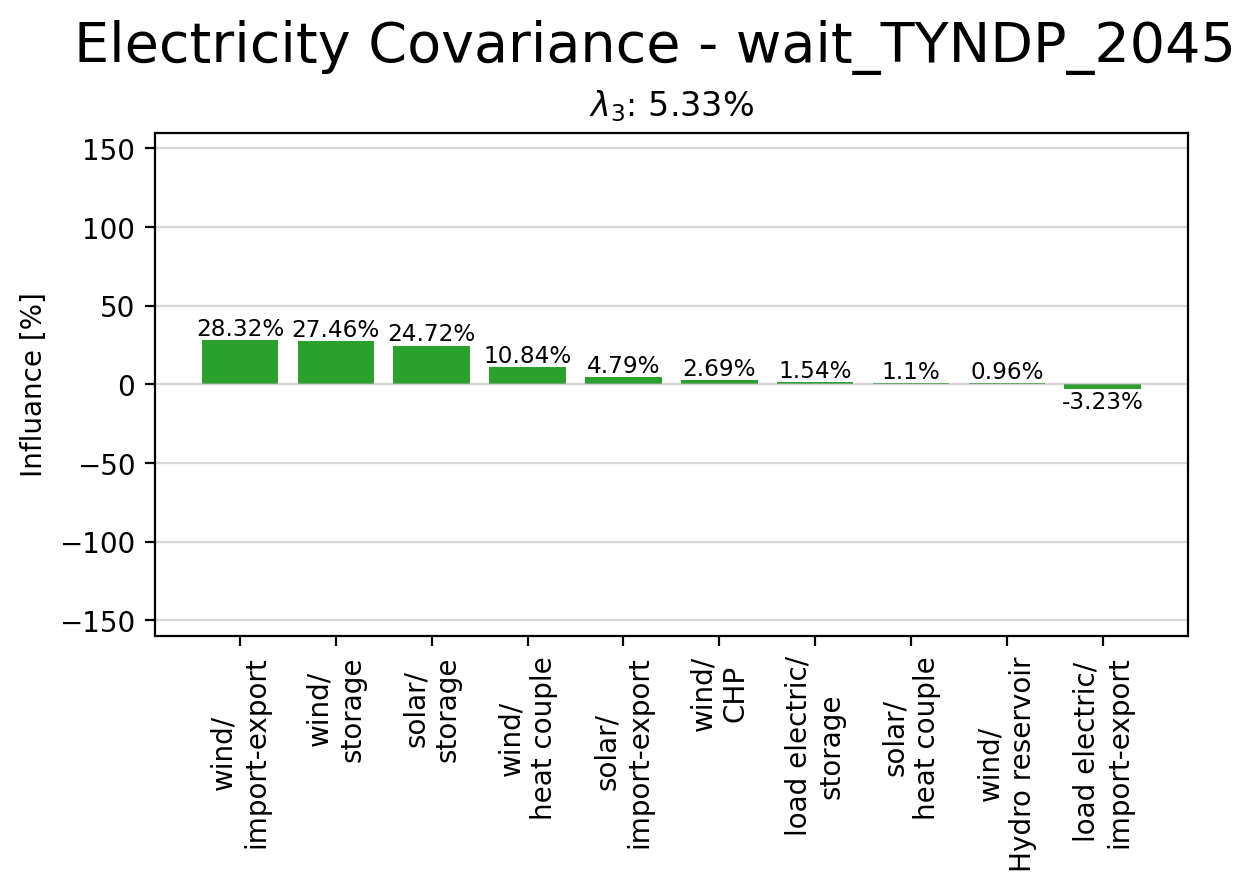 Electricity Covariance - wait_TYNDP_2045
λ3: 5.33%
Influance [%]
150
100
50
0
−50
−100
−150
28.32%
27.46%
24.72%
10.84%
4.79%
2.69%
1.54%
1.1%
0.96%
-3.23%
wind/
import-export
wind/
storage
solar/
storage
wind/
heat couple
solar/
import-export
wind/
CHP
load electric/
storage
solar/
heat couple
wind/
Hydro reservoir
load electric/
import-export